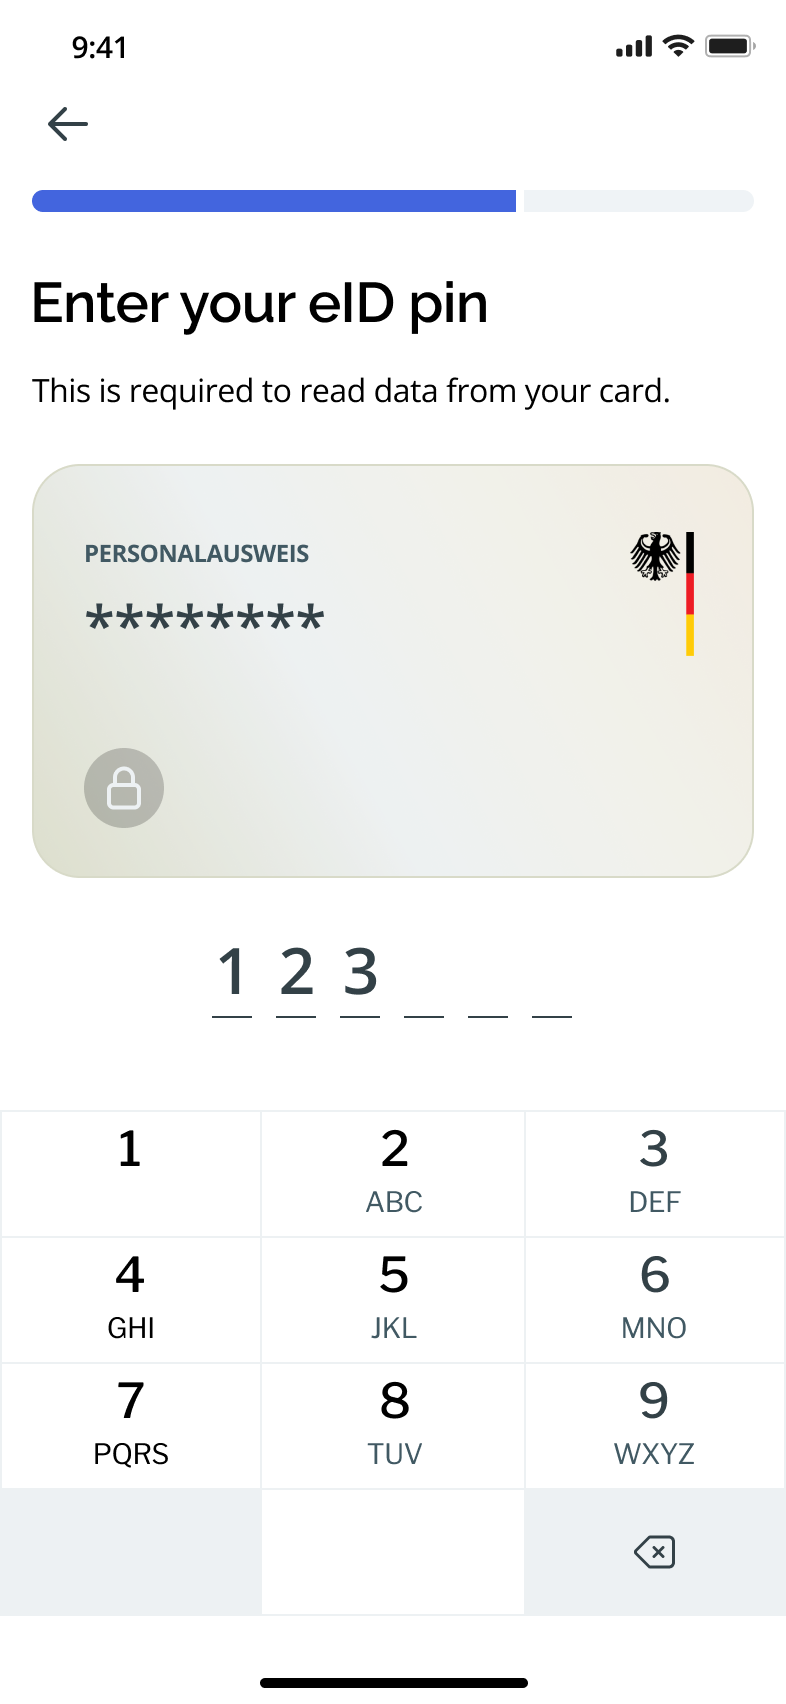 9:41
Enter your eID pin
This is required to read data from your card.
PERSONALAUSWEIS
********
1 2 3 _ _ _
1 2 3
ABC DEF
4 5 6
GHI JKL MNO
7 8 9
PQRS TUV WXYZ